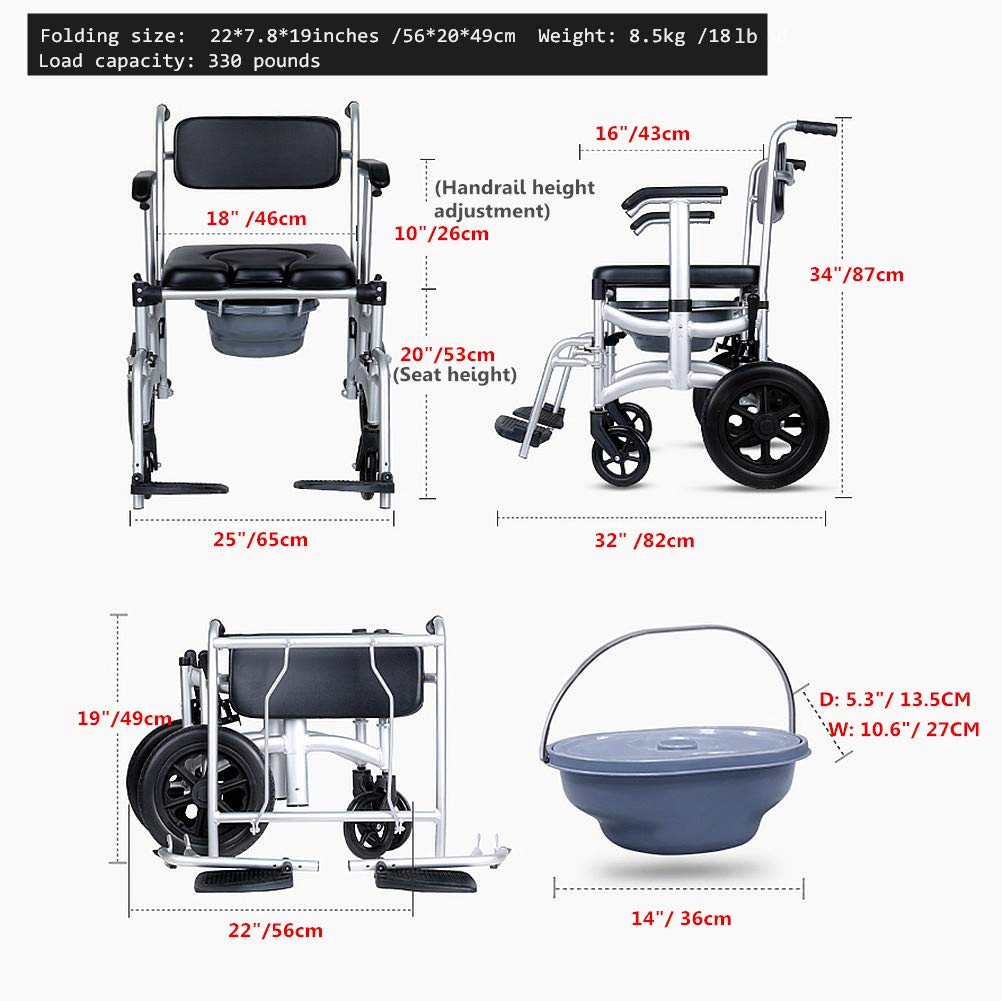 Folding size: 22*7.8*19inches /56*20*49cm Weight: 8.5kg /18lb
Load capacity: 330 pounds
16"/43cm
(Handrail height
adjustment)
18" /46cm
10"/26cm
34"/87cm
20"/53cm
(Seat height)
25"/65cm
32" /82cm
D: 5.3"/ 13.5CM
W: 10.6"/ 27CM
19"/49cm
14"/ 36cm
22"/56cm